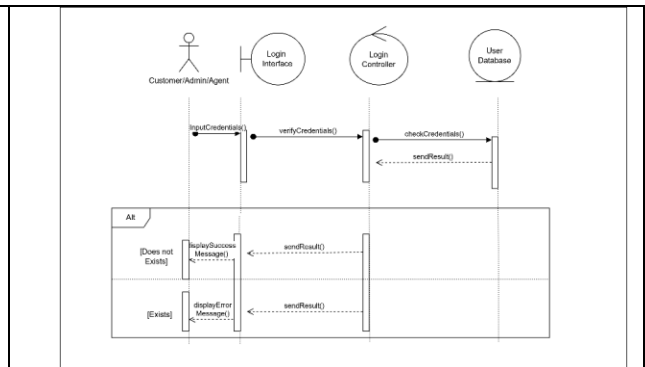 Login
Interface
Login
Controller
User
Database
Customer/Admin/Agent
InputCredentials()
verifyCredentials()
checkCredentials()
sendResult()
Alt
[Does not
Exists]
displaySuccess
Message()
sendResult()
[Exists]
displayError
Message()
sendResult()